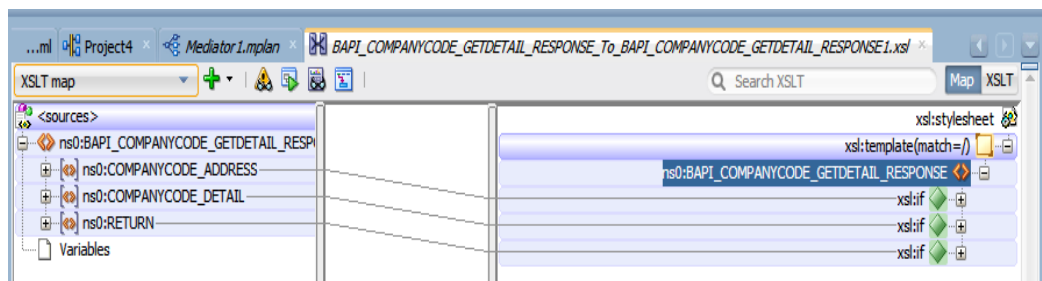 ...ml Project4 Mediator1.mplan BAPI_COMPANYCODE_GETDETAIL_RESPONSE_To_BAPI_COMPANYCODE_GETDETAIL_RESPONSE1.xsl
XSLT map Search XSLT Map XSLT
<sources> xsl:stylesheet
ns0:BAPI_COMPANYCODE_GETDETAIL_RESP xsl:template(match=/)
ns0:COMPANYCODE_ADDRESS ns0:BAPI_COMPANYCODE_GETDETAIL_RESPONSE
ns0:COMPANYCODE_DETAIL xsl:if
ns0:RETURN xsl:if
Variables xsl:if